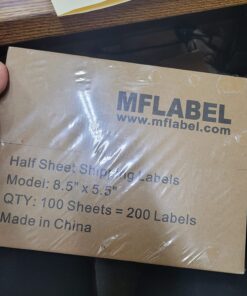 MFLABEL
www.mflabel.com
Half Sheet Shipping Labels
Model: 8.5" x 5.5"
QTY: 100 Sheets = 200 Labels
Made in China